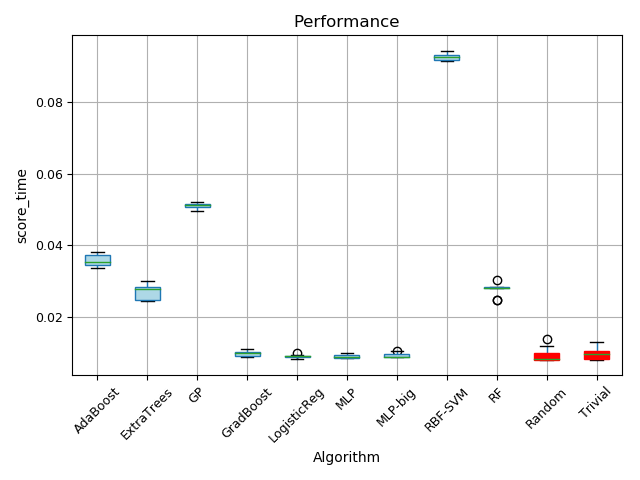 Performance
0.08
0.06
0.04
0.02
score_time
AdaBoost
ExtraTrees
GP
GradBoost
LogisticReg
MLP
MLP-big
RBF-SVM
RF
Random
Trivial
Algorithm